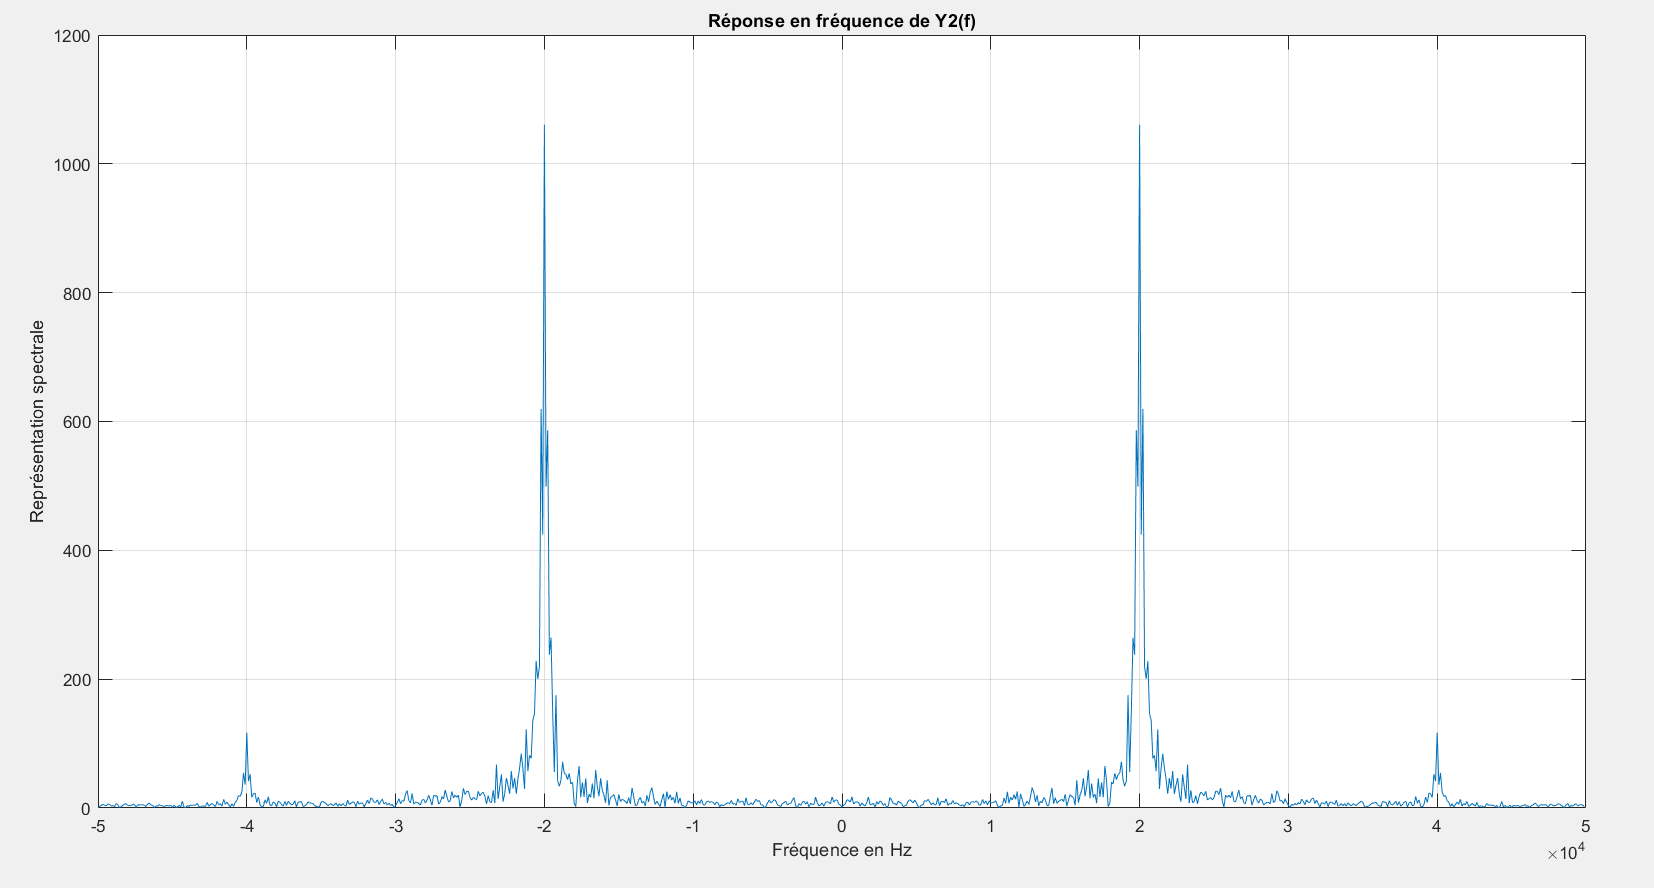 Réponse en fréquence de Y2(f)
1200
1000
800
600
400
200
0
Représentation spectrale
-5 -4 -3 -2 -1 0 1 2 3 4 5
Fréquence en Hz
×10^4